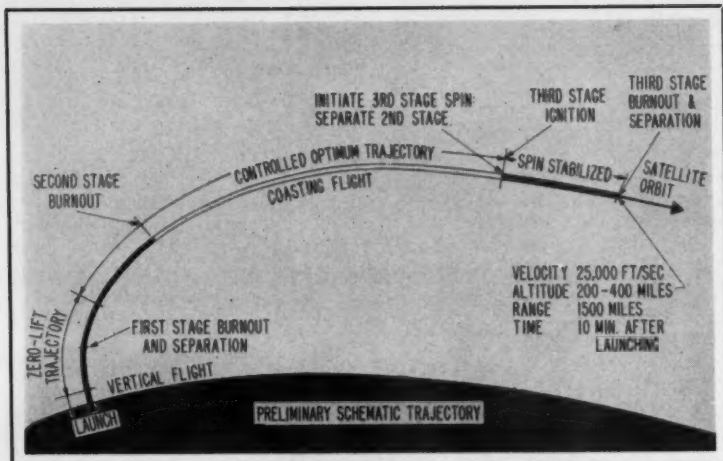 INITIATE 3RD STAGE SPIN
SEPARATE 2ND STAGE
THIRD STAGE
IGNITION
THIRD STAGE
BURNOUT &
SEPARATION
SPIN STABILIZED
SATELLITE
ORBIT
CONTROLLED OPTIMUM TRAJECTORY
COASTING FLIGHT
SECOND STAGE
BURNOUT
VELOCITY 25,000 FT/SEC
ALTITUDE 200-400 MILES
RANGE 1500 MILES
TIME 10 MIN. AFTER
LAUNCHING
ZERO-LIFT
TRAJECTORY
FIRST STAGE BURNOUT
AND SEPARATION
VERTICAL FLIGHT
LAUNCH
PRELIMINARY SCHEMATIC TRAJECTORY